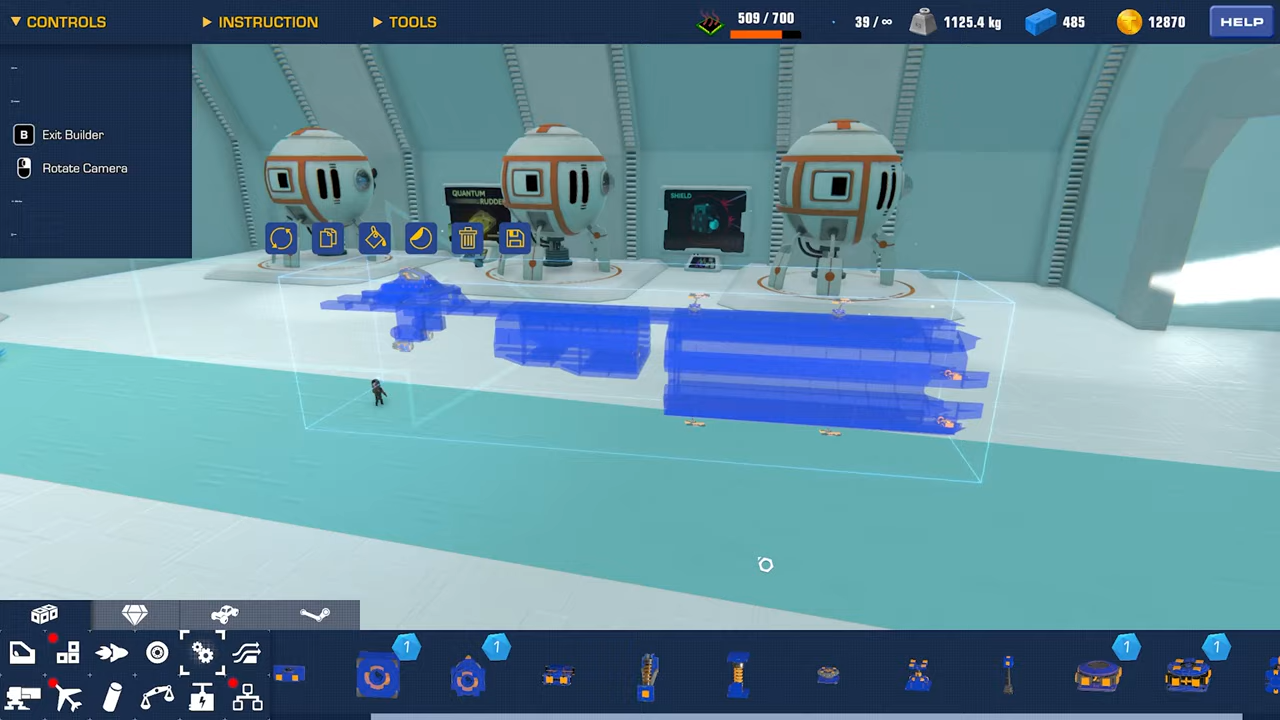 CONTROLS INSTRUCTION TOOLS 509 / 700 39 / ∞ 1125.4 kg 485 12870 HELP
B Exit Builder
Rotate Camera
QUANTUM
RUDDER
SHIELD
1 1 1 1